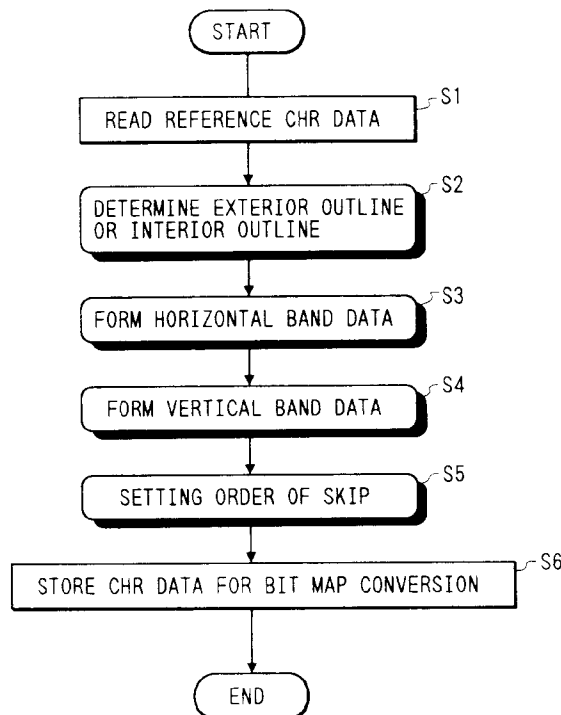 START
S1
READ REFERENCE CHR DATA
S2
DETERMINE EXTERIOR OUTLINE
OR INTERIOR OUTLINE
S3
FORM HORIZONTAL BAND DATA
S4
FORM VERTICAL BAND DATA
S5
SETTING ORDER OF SKIP
S6
STORE CHR DATA FOR BIT MAP CONVERSION
END